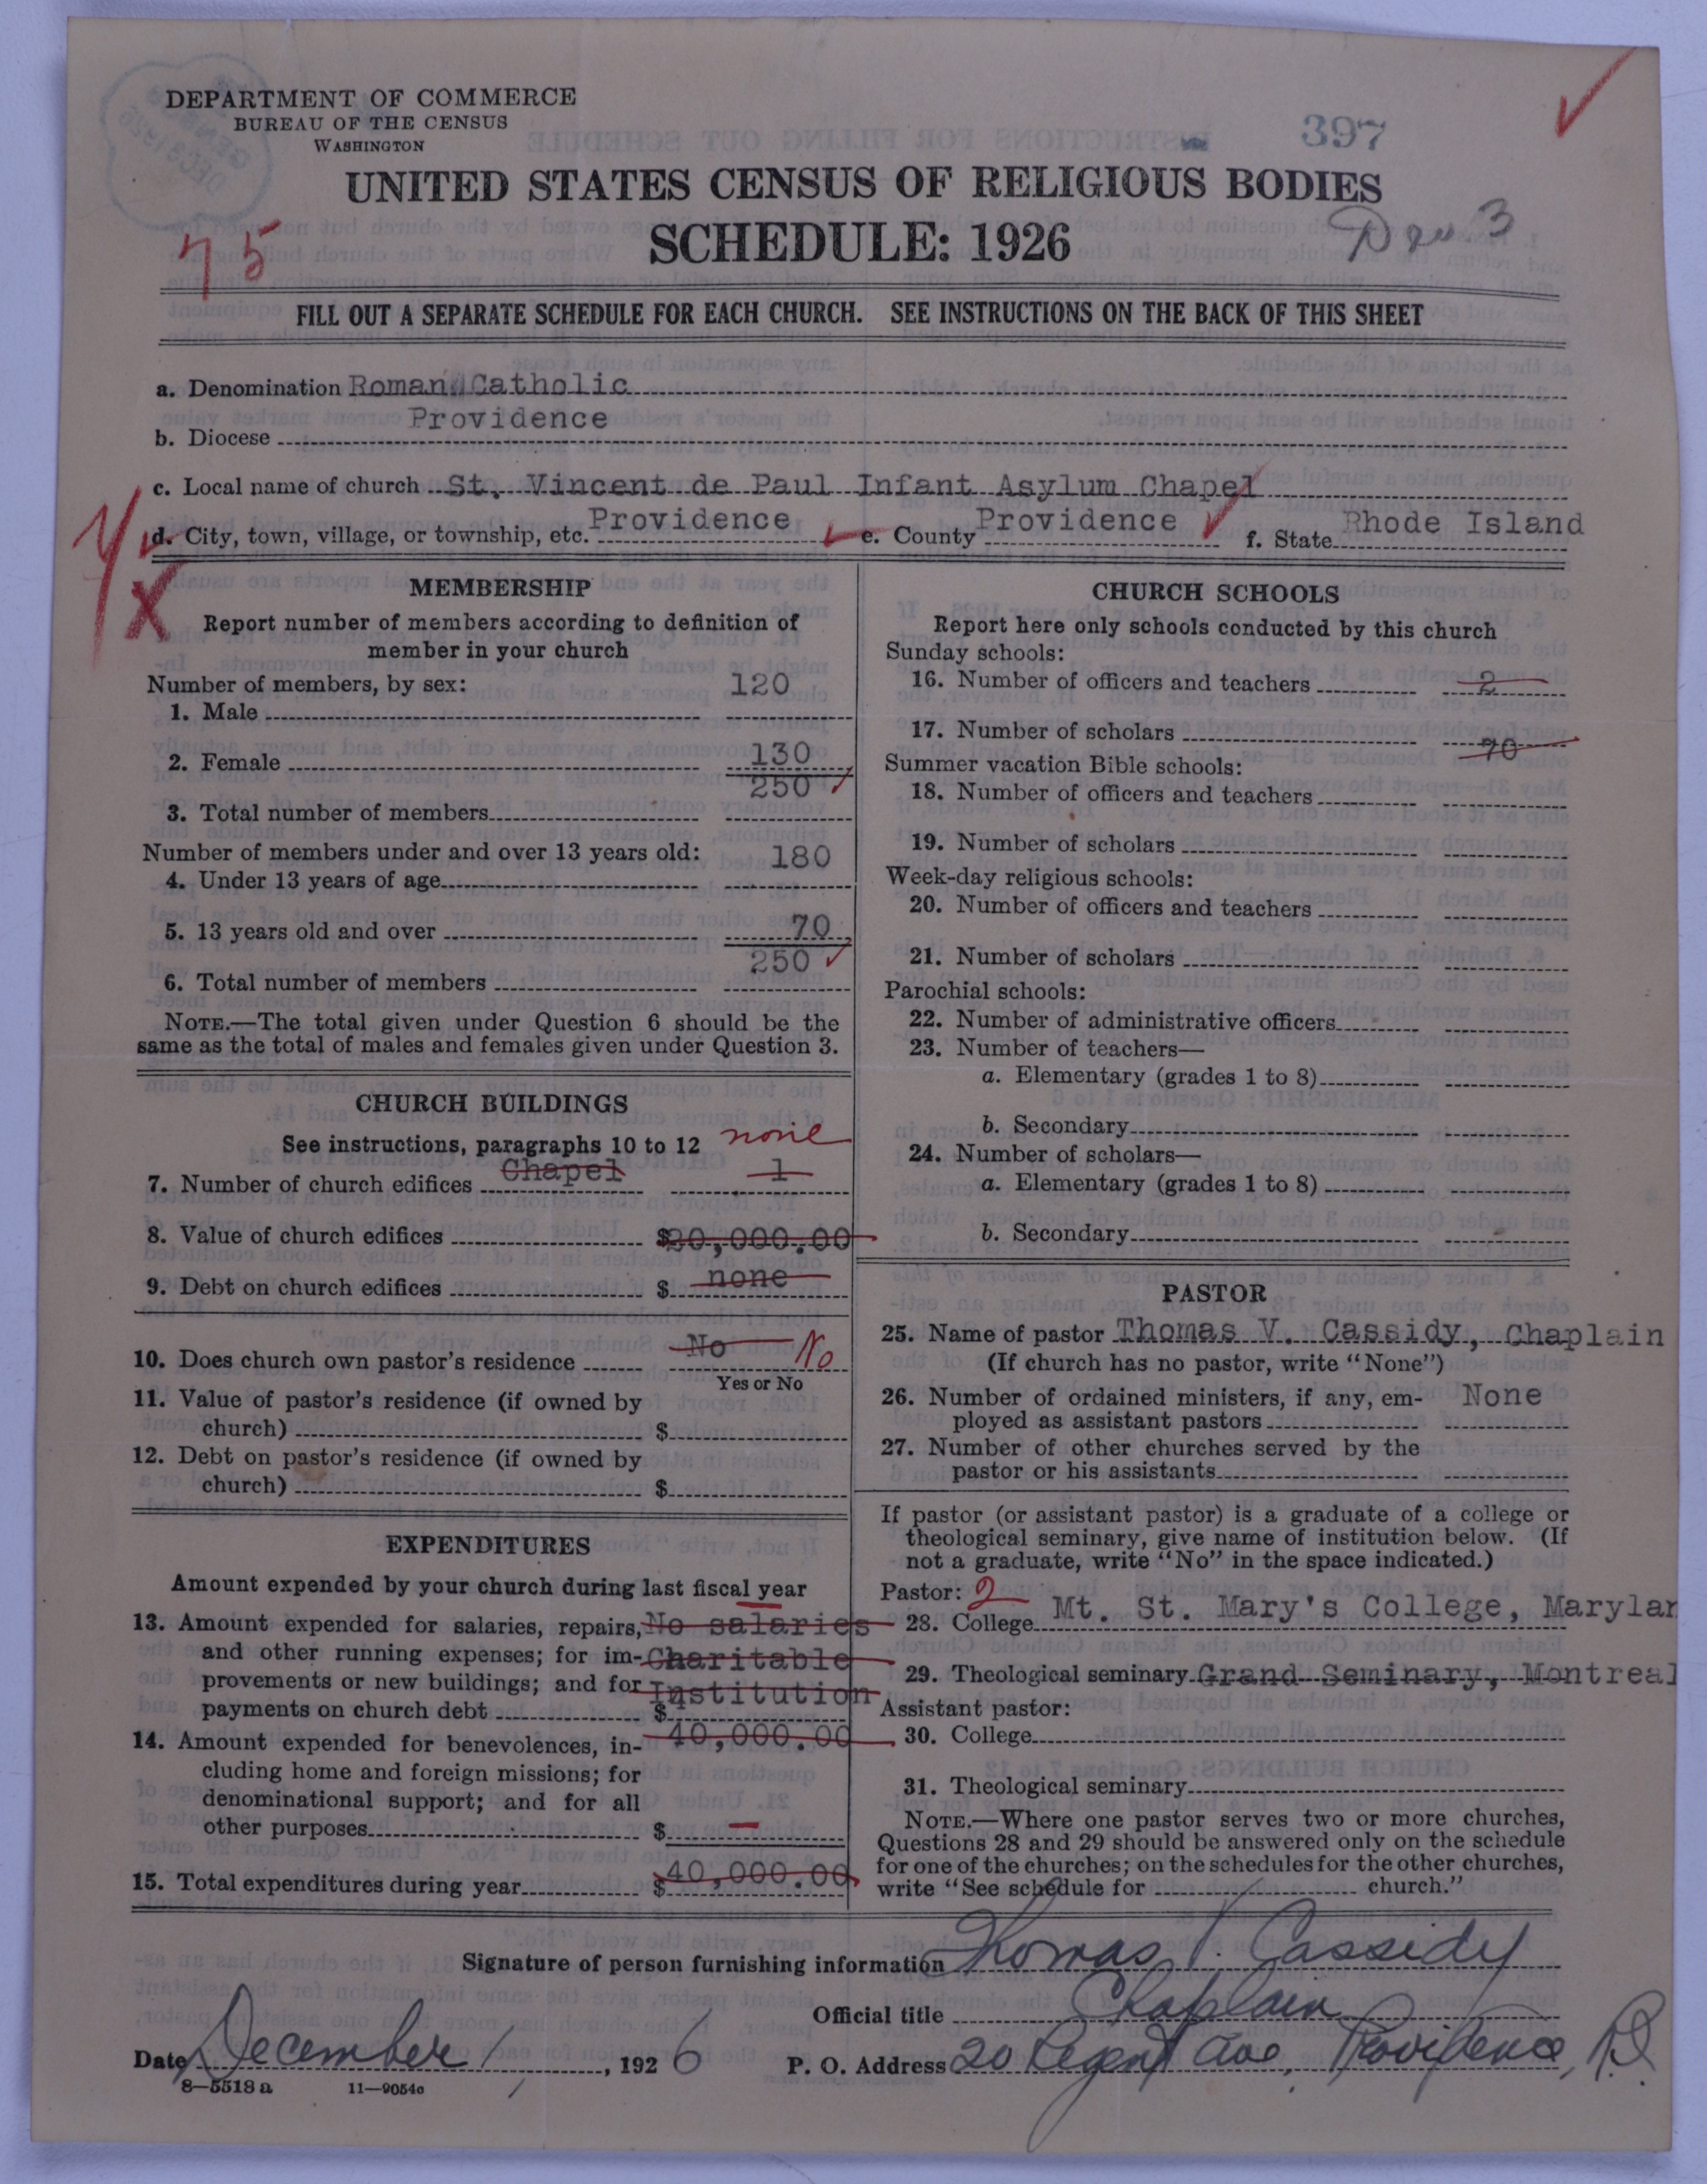 DEPARTMENT OF COMMERCE
BUREAU OF THE CENSUS
WASHINGTON
397
UNITED STATES CENSUS OF RELIGIOUS BODIES
SCHEDULE: 1926
75
FILL OUT A SEPARATE SCHEDULE FOR EACH CHURCH. SEE INSTRUCTIONS ON THE BACK OF THIS SHEET
a. Denomination Roman Catholic
b. Diocese Providence
c. Local name of church St. Vincent de Paul Infant Asylum Chapel
d. City, town, village, or township, etc. Providence e. County Providence f. State Rhode Island
MEMBERSHIP
Report number of members according to definition of
member in your church
Number of members, by sex:
1. Male 120
2. Female 130
3. Total number of members 250
Number of members under and over 13 years old:
4. Under 13 years of age 180
5. 13 years old and over 70
6. Total number of members 250
NOTE.—The total given under Question 6 should be the
same as the total of males and females given under Question 3.
CHURCH BUILDINGS
See instructions, paragraphs 10 to 12 none
7. Number of church edifices Chapel 1
8. Value of church edifices $20,000.00
9. Debt on church edifices $ none
10. Does church own pastor's residence No No
Yes or No
11. Value of pastor's residence (if owned by
church) $
12. Debt on pastor's residence (if owned by
church) $
EXPENDITURES
Amount expended by your church during last fiscal year
13. Amount expended for salaries, repairs, No salaries
and other running expenses; for im- Charitable
provements or new buildings; and for Institution
payments on church debt $
14. Amount expended for benevolences, in- 40,000.00
cluding home and foreign missions; for
denominational support; and for all
other purposes $ —
15. Total expenditures during year $40,000.00
CHURCH SCHOOLS
Report here only schools conducted by this church
Sunday schools:
16. Number of officers and teachers 2
17. Number of scholars 70
Summer vacation Bible schools:
18. Number of officers and teachers
19. Number of scholars
Week-day religious schools:
20. Number of officers and teachers
21. Number of scholars
Parochial schools:
22. Number of administrative officers
23. Number of teachers—
a. Elementary (grades 1 to 8)
b. Secondary
24. Number of scholars—
a. Elementary (grades 1 to 8)
b. Secondary
PASTOR
25. Name of pastor Thomas V. Cassidy, Chaplain
(If church has no pastor, write "None")
26. Number of ordained ministers, if any, em- None
ployed as assistant pastors
27. Number of other churches served by the
pastor or his assistants
If pastor (or assistant pastor) is a graduate of a college or
theological seminary, give name of institution below. (If
not a graduate, write "No" in the space indicated.)
Pastor: 2
28. College Mt. St. Mary's College, Marylan
29. Theological seminary Grand Seminary, Montreal
Assistant pastor:
30. College
31. Theological seminary
NOTE.—Where one pastor serves two or more churches,
Questions 28 and 29 should be answered only on the schedule
for one of the churches; on the schedules for the other churches,
write "See schedule for church."
Signature of person furnishing information Thomas V. Cassidy
Official title Chaplain
Date December 1, 1926 P. O. Address 20 Regent Ave, Providence, R.I.
8—5518 a 11—9054a